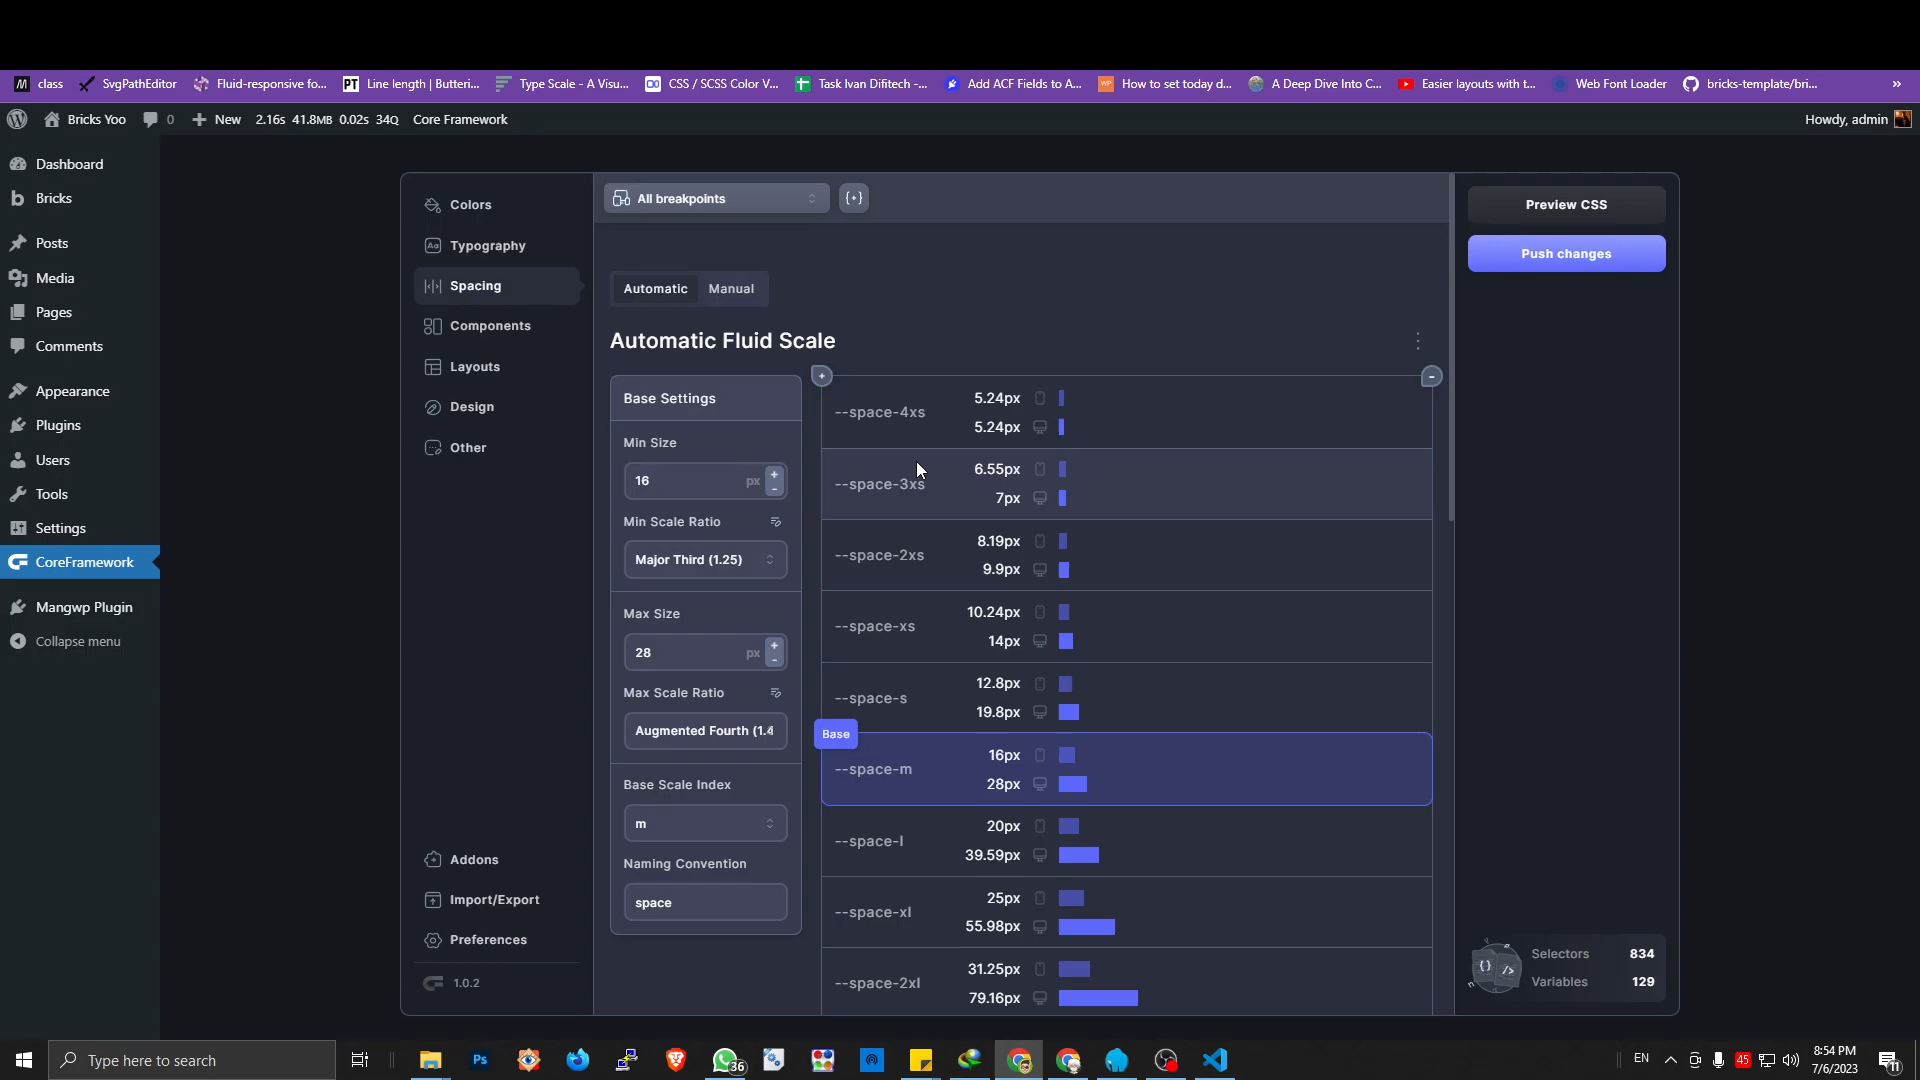 class
SvgPathEditor
Fluid-responsive fo...
PT
Line length | Butteri...
Type Scale - A Visu...
CSS / SCSS Color V...
Task Ivan Difitech -...
Add ACF Fields to A...
How to set today d...
A Deep Dive Into C...
Easier layouts with t...
Web Font Loader
bricks-template/bri...
»
Bricks Yoo
0
New
2.16s 41.8MB 0.02s 34Q
Core Framework
Howdy, admin
Dashboard
Bricks
Posts
Media
Pages
Comments
Appearance
Plugins
Users
Tools
Settings
CoreFramework
Mangwp Plugin
Collapse menu
Colors
Typography
Spacing
Components
Layouts
Design
Other
Addons
Import/Export
Preferences
1.0.2
All breakpoints
Automatic
Manual
Automatic Fluid Scale
Base Settings
Min Size
16 px
Min Scale Ratio
Major Third (1.25)
Max Size
28 px
Max Scale Ratio
Augmented Fourth (1.4
Base Scale Index
m
Naming Convention
space
--space-4xs
5.24px
5.24px
--space-3xs
6.55px
7px
--space-2xs
8.19px
9.9px
--space-xs
10.24px
14px
--space-s
12.8px
19.8px
Base
--space-m
16px
28px
--space-l
20px
39.59px
--space-xl
25px
55.98px
--space-2xl
31.25px
79.16px
Preview CSS
Push changes
Selectors 834
Variables 129
Type here to search
Ps
36
EN
45
8:54 PM
7/6/2023
11